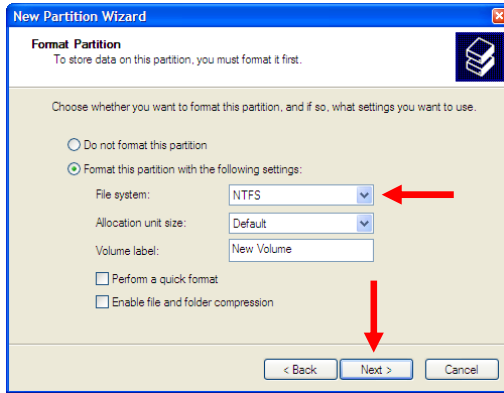 New Partition Wizard
Format Partition
To store data on this partition, you must format it first.
Choose whether you want to format this partition, and if so, what settings you want to use.
Do not format this partition
Format this partition with the following settings:
File system: NTFS
Allocation unit size: Default
Volume label: New Volume
Perform a quick format
Enable file and folder compression
< Back Next > Cancel